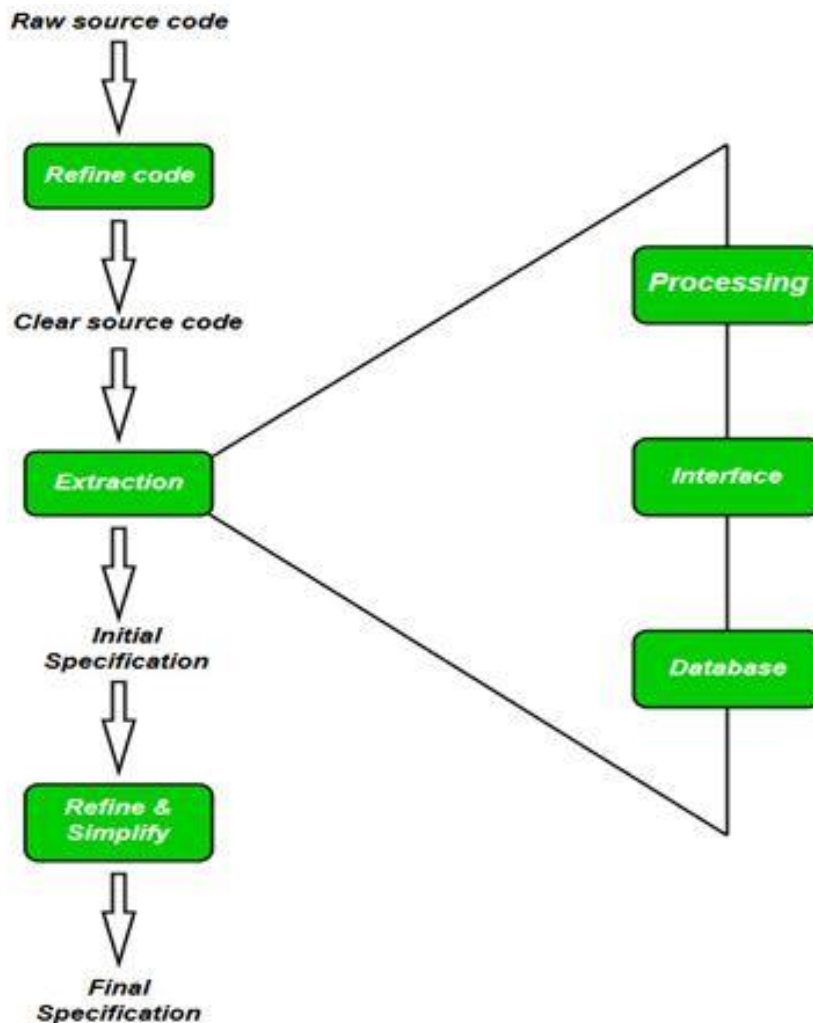 Raw source code
Refine code
Clear source code
Extraction
Initial
Specification
Refine &
Simplify
Final
Specification
Processing
Interface
Database